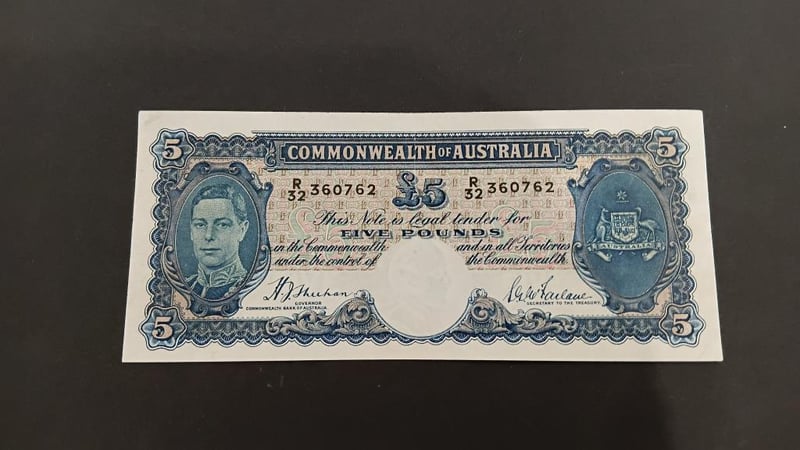 5 5
COMMONWEALTH OF AUSTRALIA
R/32 360762 £5 R/32 360762
This Note is legal tender for
FIVE POUNDS
in the Commonwealth and in all Territories
under the control of the Commonwealth.
AUSTRALIA
H.J. Sheehan S.G. McFarlane
GOVERNOR SECRETARY TO THE TREASURY.
COMMONWEALTH BANK OF AUSTRALIA.
5 5